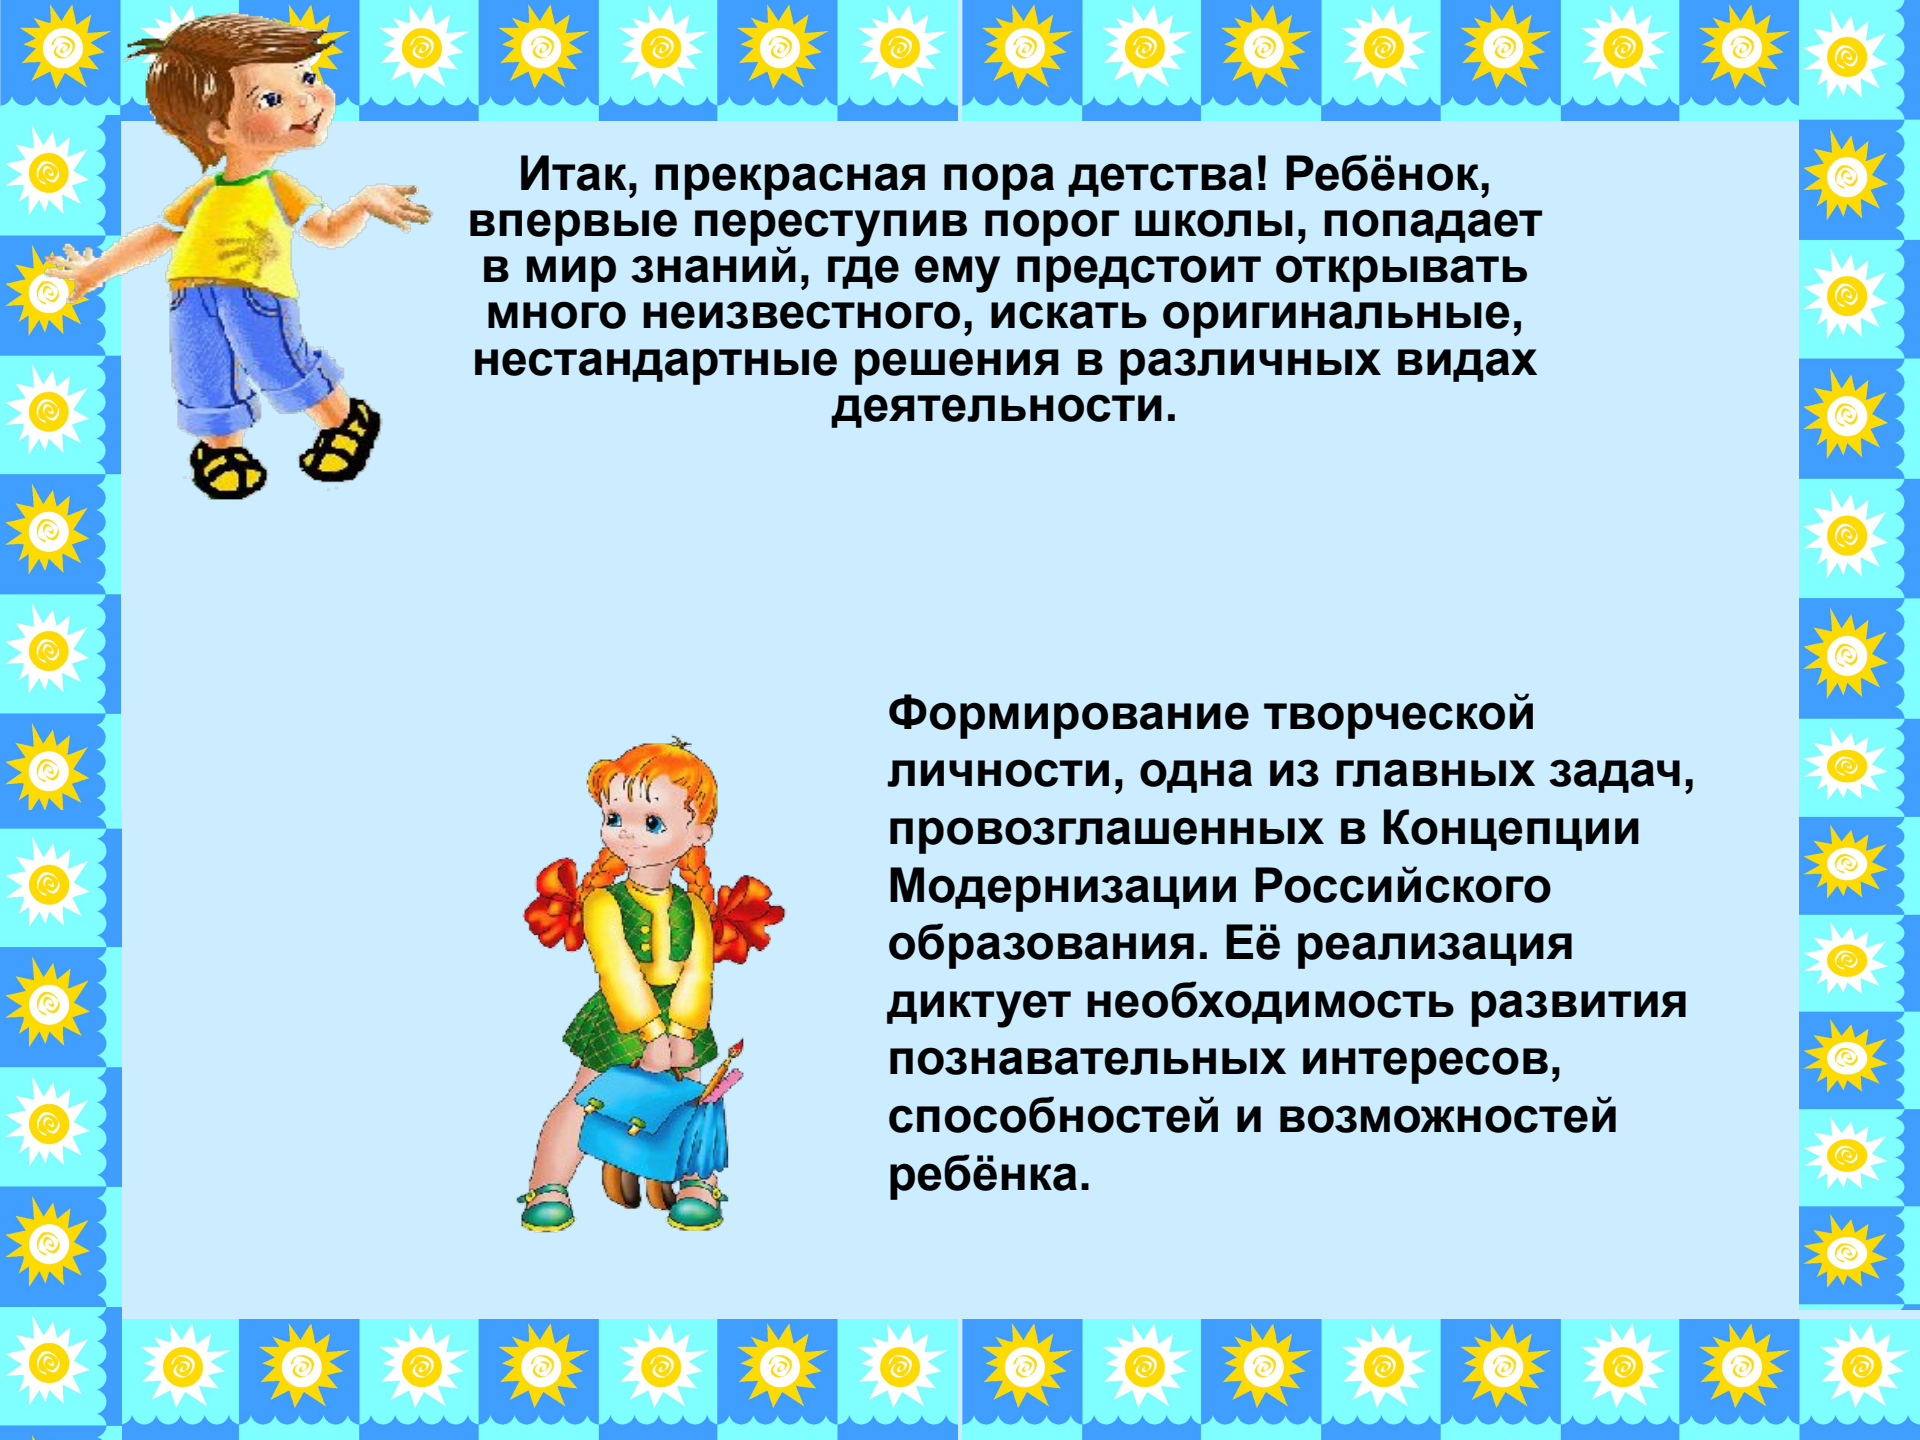 Итак, прекрасная пора детства! Ребёнок,
впервые переступив порог школы, попадает
в мир знаний, где ему предстоит открывать
много неизвестного, искать оригинальные,
нестандартные решения в различных видах
деятельности.
Формирование творческой
личности, одна из главных задач,
провозглашенных в Концепции
Модернизации Российского
образования. Её реализация
диктует необходимость развития
познавательных интересов,
способностей и возможностей
ребёнка.